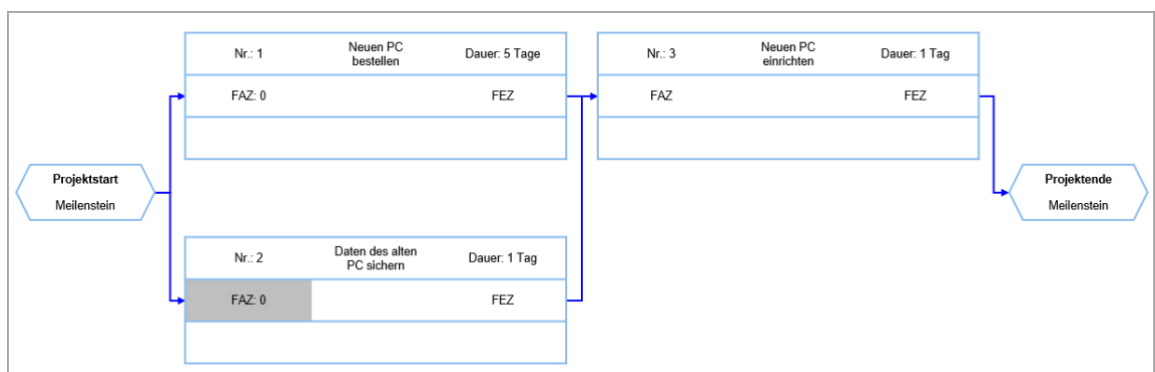 Nr.: 1
Neuen PC
bestellen
Dauer: 5 Tage
FAZ: 0
FEZ
Nr.: 3
Neuen PC
einrichten
Dauer: 1 Tag
FAZ
FEZ
Projektstart
Meilenstein
Projektende
Meilenstein
Nr.: 2
Daten des alten
PC sichern
Dauer: 1 Tag
FAZ: 0
FEZ